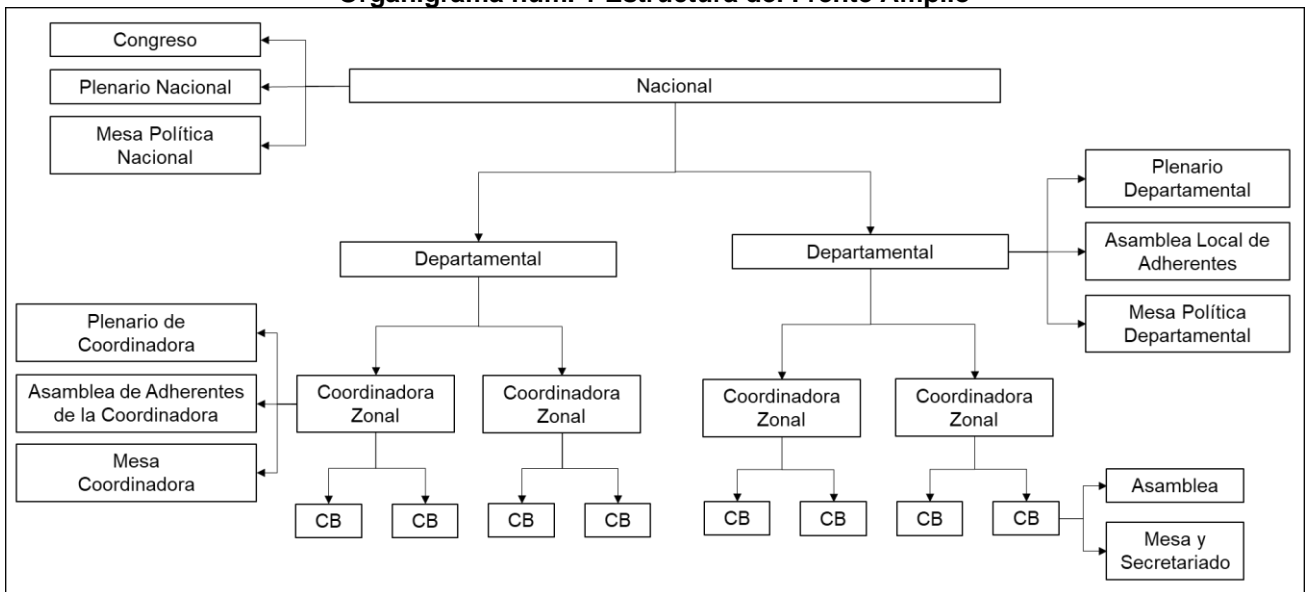 Organigrama núm. Estructura del Frente Amplio
Congreso
Plenario Nacional
Mesa Política
Nacional
Nacional
Departamental
Departamental
Plenario
Departamental
Asamblea Local de
Adherentes
Mesa Política
Departamental
Plenario de
Coordinadora
Asamblea de Adherentes
de la Coordinadora
Mesa
Coordinadora
Coordinadora
Zonal
Coordinadora
Zonal
Coordinadora
Zonal
Coordinadora
Zonal
CB
CB
CB
CB
CB
CB
CB
CB
Asamblea
Mesa y
Secretariado